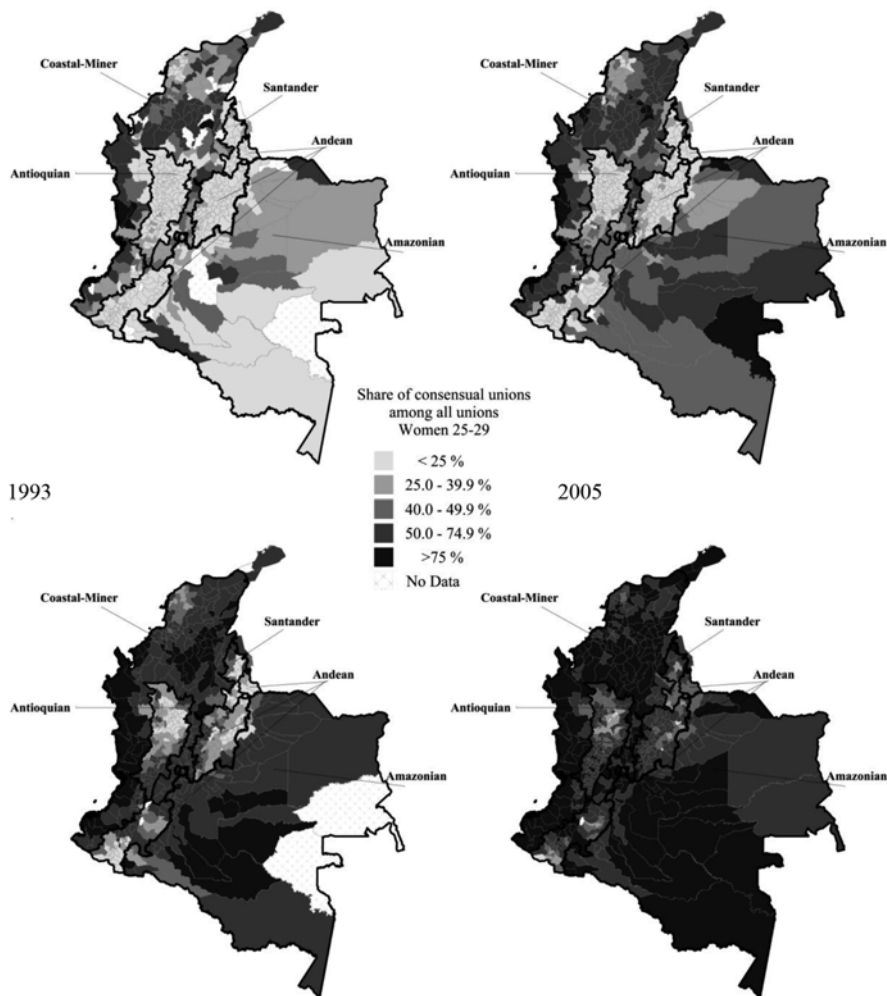 Coastal-Miner
Santander
Andean
Antioquian
Amazonian
Coastal-Miner
Santander
Andean
Antioquian
Amazonian
Share of consensual unions
among all unions
Women 25-29
< 25 %
25.0 - 39.9 %
40.0 - 49.9 %
50.0 - 74.9 %
>75 %
No Data
1993
2005
Coastal-Miner
Santander
Andean
Antioquian
Amazonian
Coastal-Miner
Santander
Andean
Antioquian
Amazonian